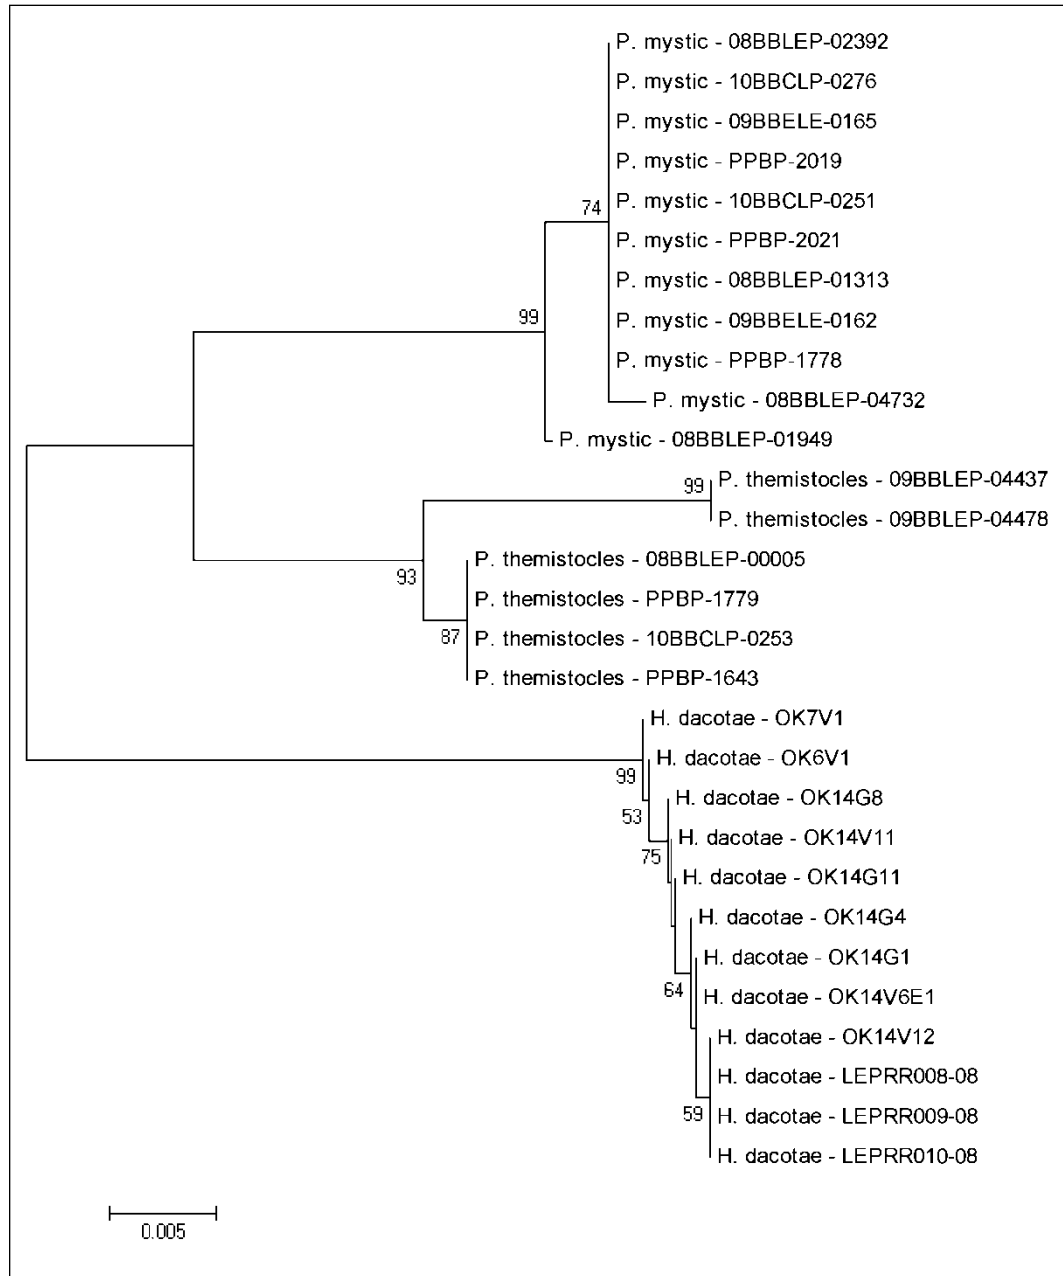 P. mystic - 08BBLEP-02392
P. mystic - 10BBCLP-0276
P. mystic - 09BBELE-0165
P. mystic - PPBP-2019
74
P. mystic - 10BBCLP-0251
P. mystic - PPBP-2021
P. mystic - 08BBLEP-01313
99
P. mystic - 09BBELE-0162
P. mystic - PPBP-1778
P. mystic - 08BBLEP-04732
P. mystic - 08BBLEP-01949
99
P. themistocles - 09BBLEP-04437
P. themistocles - 09BBLEP-04478
P. themistocles - 08BBLEP-00005
93
P. themistocles - PPBP-1779
87
P. themistocles - 10BBCLP-0253
P. themistocles - PPBP-1643
H. dacotae - OK7V1
H. dacotae - OK6V1
99
H. dacotae - OK14G8
53
H. dacotae - OK14V11
75
H. dacotae - OK14G11
H. dacotae - OK14G4
H. dacotae - OK14G1
64
H. dacotae - OK14V6E1
H. dacotae - OK14V12
H. dacotae - LEPRR008-08
59
H. dacotae - LEPRR009-08
H. dacotae - LEPRR010-08
0.005